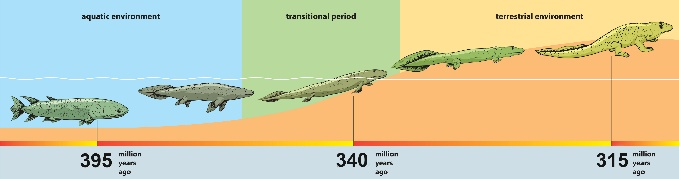 aquatic environment
transitional period
terrestrial environment
395 million years ago
340 million years ago
315 million years ago